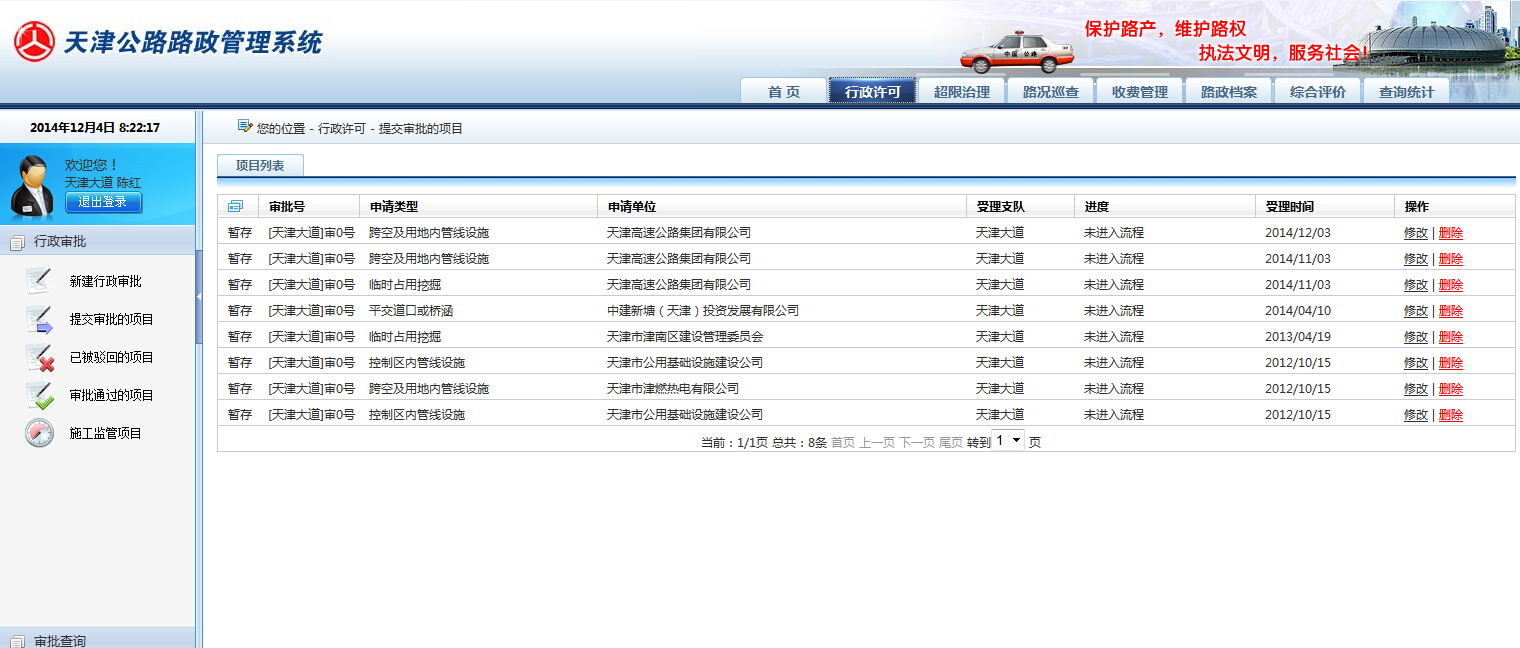 天津公路路政管理系统
保护路产，维护路权
执法文明，服务社会!
中国 公路
首 页 行政许可 超限治理 路况巡查 收费管理 路政档案 综合评价 查询统计
2014年12月4日 8:22:17
您的位置 - 行政许可 - 提交审批的项目
欢迎您！
天津大道 陈红
退出登录
行政审批
新建行政审批
提交审批的项目
已被驳回的项目
审批通过的项目
施工监管项目
审批查询
项目列表
审批号 申请类型 申请单位 受理支队 进度 受理时间 操作
暂存 [天津大道]审0号 跨空及用地内管线设施 天津高速公路集团有限公司 天津大道 未进入流程 2014/12/03 修改 | 删除
暂存 [天津大道]审0号 跨空及用地内管线设施 天津高速公路集团有限公司 天津大道 未进入流程 2014/11/03 修改 | 删除
暂存 [天津大道]审0号 临时占用挖掘 天津高速公路集团有限公司 天津大道 未进入流程 2014/11/03 修改 | 删除
暂存 [天津大道]审0号 平交道口或桥涵 中建新塘（天津）投资发展有限公司 天津大道 未进入流程 2014/04/10 修改 | 删除
暂存 [天津大道]审0号 临时占用挖掘 天津市津南区建设管理委员会 天津大道 未进入流程 2013/04/19 修改 | 删除
暂存 [天津大道]审0号 控制区内管线设施 天津市公用基础设施建设公司 天津大道 未进入流程 2012/10/15 修改 | 删除
暂存 [天津大道]审0号 跨空及用地内管线设施 天津市津燃热电有限公司 天津大道 未进入流程 2012/10/15 修改 | 删除
暂存 [天津大道]审0号 控制区内管线设施 天津市公用基础设施建设公司 天津大道 未进入流程 2012/10/15 修改 | 删除
当前：1/1页 总共：8条 首页 上一页 下一页 尾页 转到 1 页